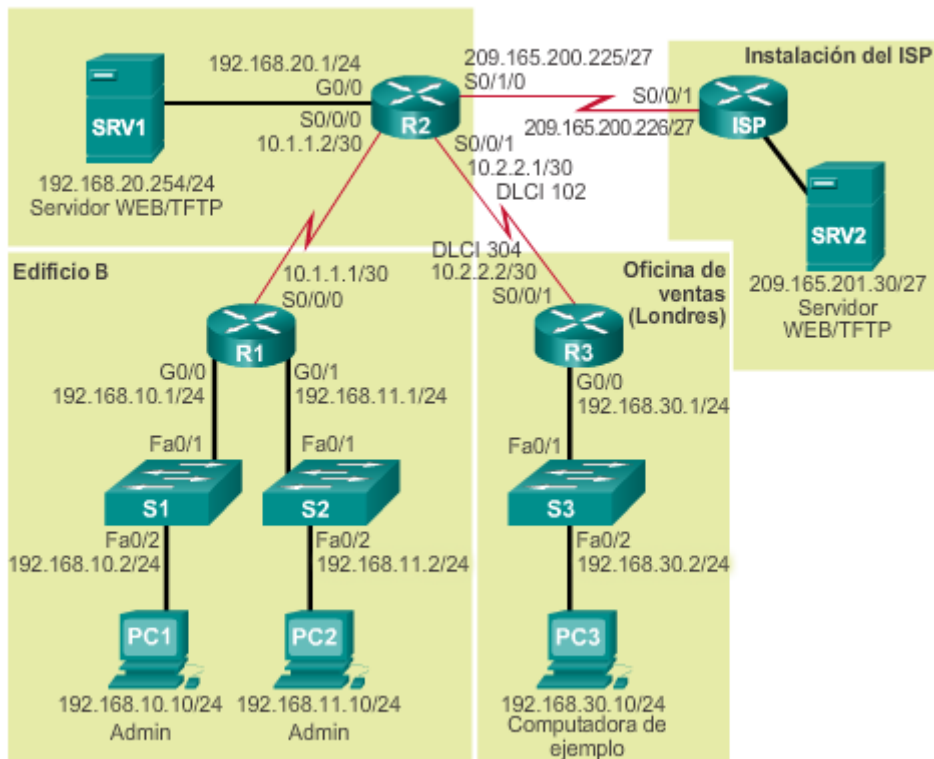 192.168.20.1/24
G0/0
SRV1
S0/0/0
10.1.1.2/30
R2
192.168.20.254/24
Servidor WEB/TFTP
209.165.200.225/27
S0/1/0
S0/0/1
209.165.200.226/27
S0/0/1
10.2.2.1/30
DLCI 102
Instalación del ISP
ISP
SRV2
209.165.201.30/27
Servidor
WEB/TFTP
Edificio B
10.1.1.1/30
S0/0/0
R1
G0/0
192.168.10.1/24
G0/1
192.168.11.1/24
Fa0/1
Fa0/1
S1
S2
Fa0/2
192.168.10.2/24
Fa0/2
192.168.11.2/24
PC1
PC2
192.168.10.10/24
Admin
192.168.11.10/24
Admin
DLCI 304
10.2.2.2/30
S0/0/1
Oficina de
ventas
(Londres)
R3
G0/0
192.168.30.1/24
Fa0/1
S3
Fa0/2
192.168.30.2/24
PC3
192.168.30.10/24
Computadora de
ejemplo